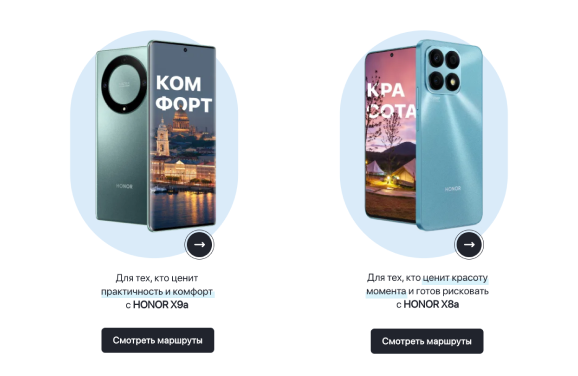 КОМ
ФОРТ
HONOR
Для тех, кто ценит
практичность и комфорт
с HONOR X9a
Смотреть маршруты
КРА
СОТА
HONOR
Для тех, кто ценит красоту
момента и готов рисковать
с HONOR X8a
Смотреть маршруты